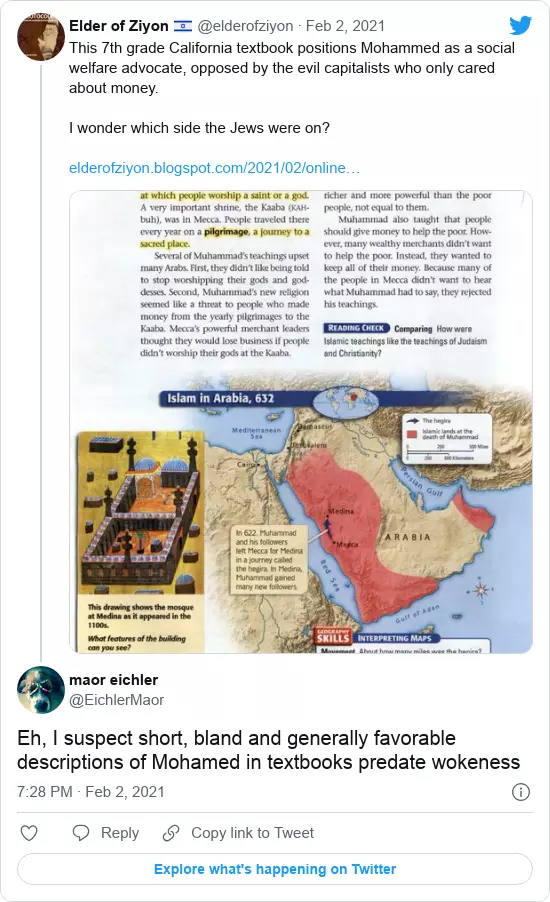 Elder of Ziyon 🇮🇱 @elderofziyon · Feb 2, 2021
This 7th grade California textbook positions Mohammed as a social
welfare advocate, opposed by the evil capitalists who only cared
about money.
I wonder which side the Jews were on?
elderofziyon.blogspot.com/2021/02/online…
at which people worship a saint or a god.
A very important shrine, the Kaaba (KAH-
buh), was in Mecca. People traveled there
every year on a pilgrimage, a journey to a
sacred place.
Several of Muhammad's teachings upset
many Arabs. First, they didn't like being told
to stop worshipping their gods and god-
desses. Second, Muhammad's new religion
seemed like a threat to people who made
money from the yearly pilgrimages to the
Kaaba. Mecca's powerful merchant leaders
thought they would lose business if people
didn't worship their gods at the Kaaba.
richer and more powerful than the poor
people, not equal to them.
Muhammad also taught that people
should give money to help the poor. How-
ever, many wealthy merchants didn't want
to help the poor. Instead, they wanted to
keep all of their money. Because many of
the people in Mecca didn't want to hear
what Muhammad had to say, they rejected
his teachings.
READING CHECK Comparing How were
Islamic teachings like the teachings of Judaism
and Christianity?
Islam in Arabia, 632
Mediterranean
Sea
Damascus
Jerusalem
Cairo
The hegira
Islamic lands at the
death of Muhammad
0 250 500 Miles
0 250 500 Kilometers
Persian Gulf
Medina
Mecca
ARABIA
Red Sea
Gulf of Aden
In 622, Muhammad
and his followers
left Mecca for Medina
in a journey called
the hegira. In Medina,
Muhammad gained
many new followers.
This drawing shows the mosque
at Medina as it appeared in the
1100s.
What features of the building
can you see?
GEOGRAPHY
SKILLS INTERPRETING MAPS
Movement About how many miles was the hegira?
maor eichler
@EichlerMaor
Eh, I suspect short, bland and generally favorable
descriptions of Mohamed in textbooks predate wokeness
7:28 PM · Feb 2, 2021
Reply
Copy link to Tweet
Explore what's happening on Twitter